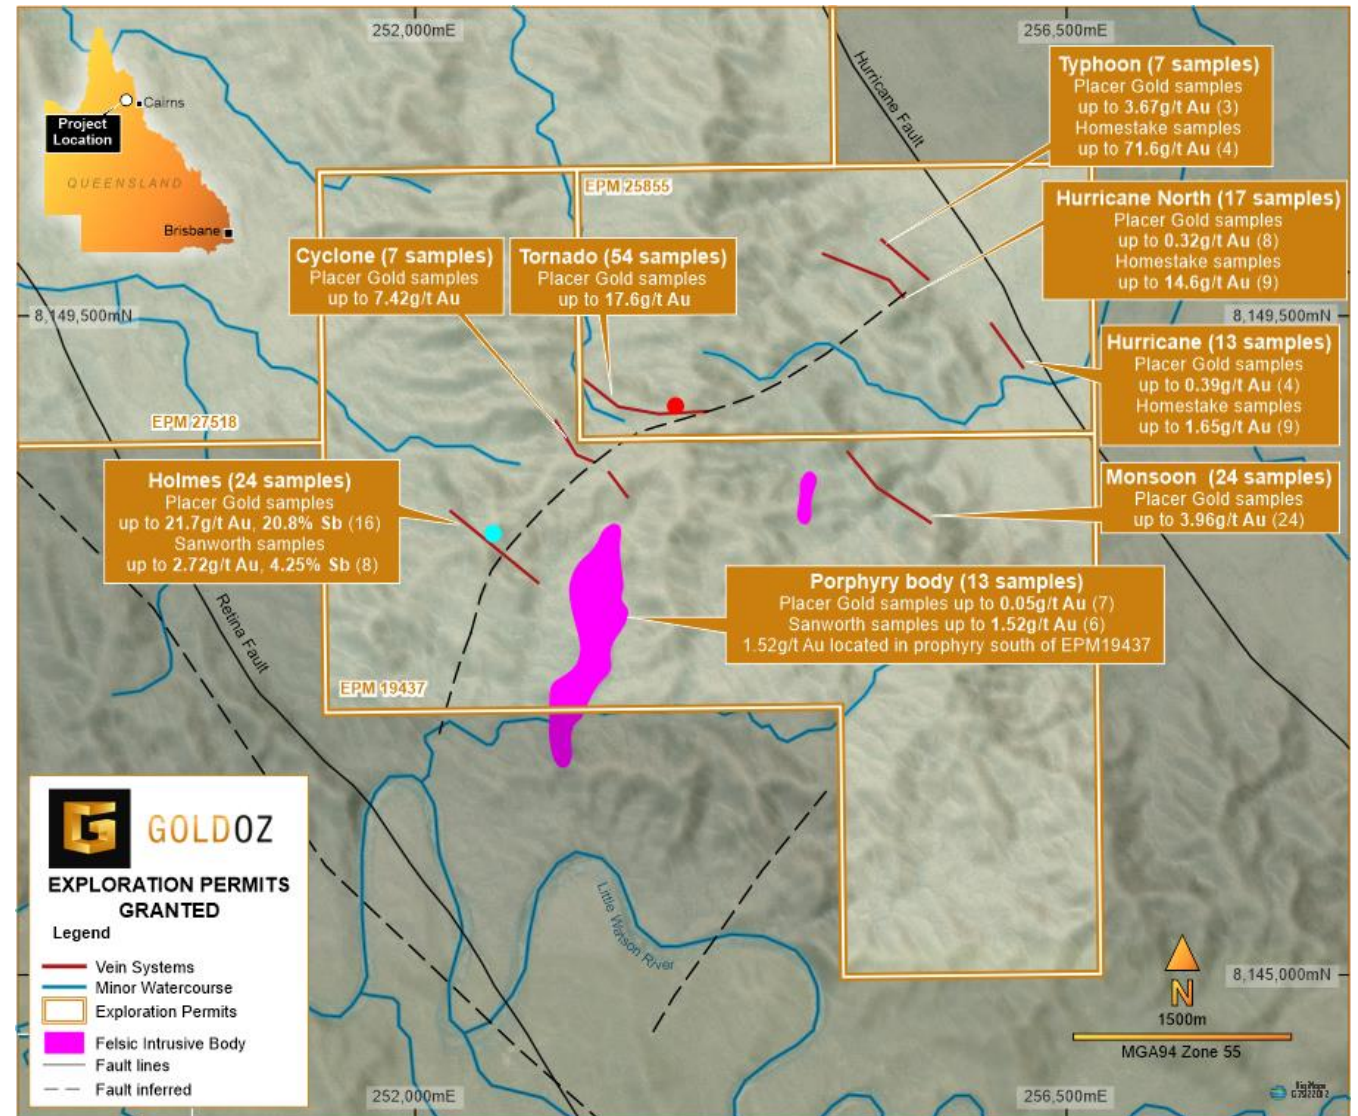 252,000mE
256,500mE
Cairns
Project
Location
QUEENSLAND
Brisbane
Hurricane Fault
Typhoon (7 samples)
Placer Gold samples
up to 3.67g/t Au (3)
Homestake samples
up to 71.6g/t Au (4)
EPM 25855
Hurricane North (17 samples)
Placer Gold samples
up to 0.32g/t Au (8)
Homestake samples
up to 14.6g/t Au (9)
Cyclone (7 samples)
Placer Gold samples
up to 7.42g/t Au
Tornado (54 samples)
Placer Gold samples
up to 17.6g/t Au
8,149,500mN
8,149,500mN
Hurricane (13 samples)
Placer Gold samples
up to 0.39g/t Au (4)
Homestake samples
up to 1.65g/t Au (9)
EPM 27518
Holmes (24 samples)
Placer Gold samples
up to 21.7g/t Au, 20.8% Sb (16)
Sanworth samples
up to 2.72g/t Au, 4.25% Sb (8)
Monsoon (24 samples)
Placer Gold samples
up to 3.96g/t Au (24)
Porphyry body (13 samples)
Placer Gold samples up to 0.05g/t Au (7)
Sanworth samples up to 1.52g/t Au (6)
1.52g/t Au located in prophyry south of EPM19437
Retina Fault
EPM 19437
G
GOLDOZ
EXPLORATION PERMITS
GRANTED
Legend
Vein Systems
Minor Watercourse
Exploration Permits
Felsic Intrusive Body
Fault lines
Fault inferred
Little Watson River
8,145,000mN
N
1500m
MGA94 Zone 55
252,000mE
256,500mE